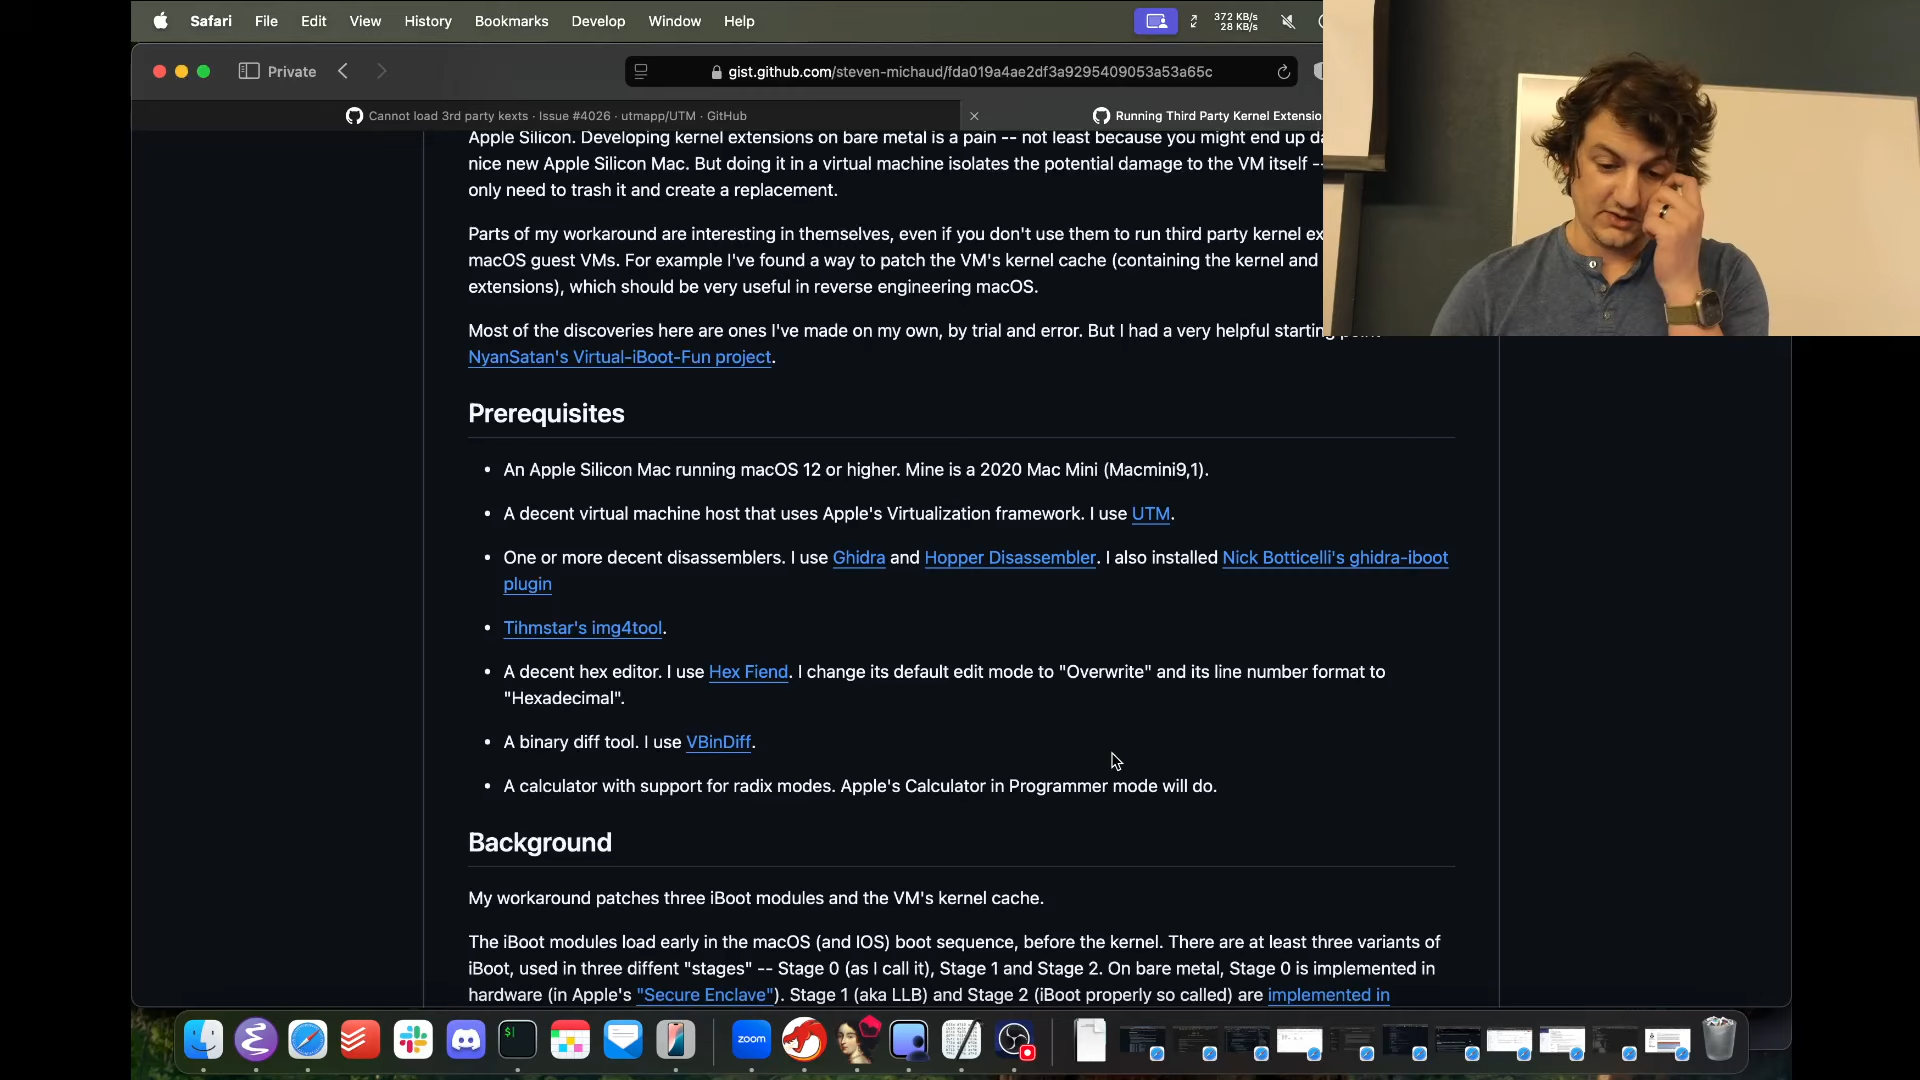 Safari File Edit View History Bookmarks Develop Window Help
372 KB/s
28 KB/s
Private
gist.github.com/steven-michaud/fda019a4ae2df3a9295409053a53a65c
Cannot load 3rd party kexts · Issue #4026 · utmapp/UTM · GitHub
Running Third Party Kernel Extensio
Apple Silicon. Developing kernel extensions on bare metal is a pain -- not least because you might end up da
nice new Apple Silicon Mac. But doing it in a virtual machine isolates the potential damage to the VM itself --
only need to trash it and create a replacement.
Parts of my workaround are interesting in themselves, even if you don't use them to run third party kernel ex
macOS guest VMs. For example I've found a way to patch the VM's kernel cache (containing the kernel and
extensions), which should be very useful in reverse engineering macOS.
Most of the discoveries here are ones I've made on my own, by trial and error. But I had a very helpful starting point
NyanSatan's Virtual-iBoot-Fun project.
Prerequisites
• An Apple Silicon Mac running macOS 12 or higher. Mine is a 2020 Mac Mini (Macmini9,1).
• A decent virtual machine host that uses Apple's Virtualization framework. I use UTM.
• One or more decent disassemblers. I use Ghidra and Hopper Disassembler. I also installed Nick Botticelli's ghidra-iboot
plugin
• Tihmstar's img4tool.
• A decent hex editor. I use Hex Fiend. I change its default edit mode to "Overwrite" and its line number format to
"Hexadecimal".
• A binary diff tool. I use VBinDiff.
• A calculator with support for radix modes. Apple's Calculator in Programmer mode will do.
Background
My workaround patches three iBoot modules and the VM's kernel cache.
The iBoot modules load early in the macOS (and IOS) boot sequence, before the kernel. There are at least three variants of
iBoot, used in three diffent "stages" -- Stage 0 (as I call it), Stage 1 and Stage 2. On bare metal, Stage 0 is implemented in
hardware (in Apple's "Secure Enclave"). Stage 1 (aka LLB) and Stage 2 (iBoot properly so called) are implemented in
$|
zoom